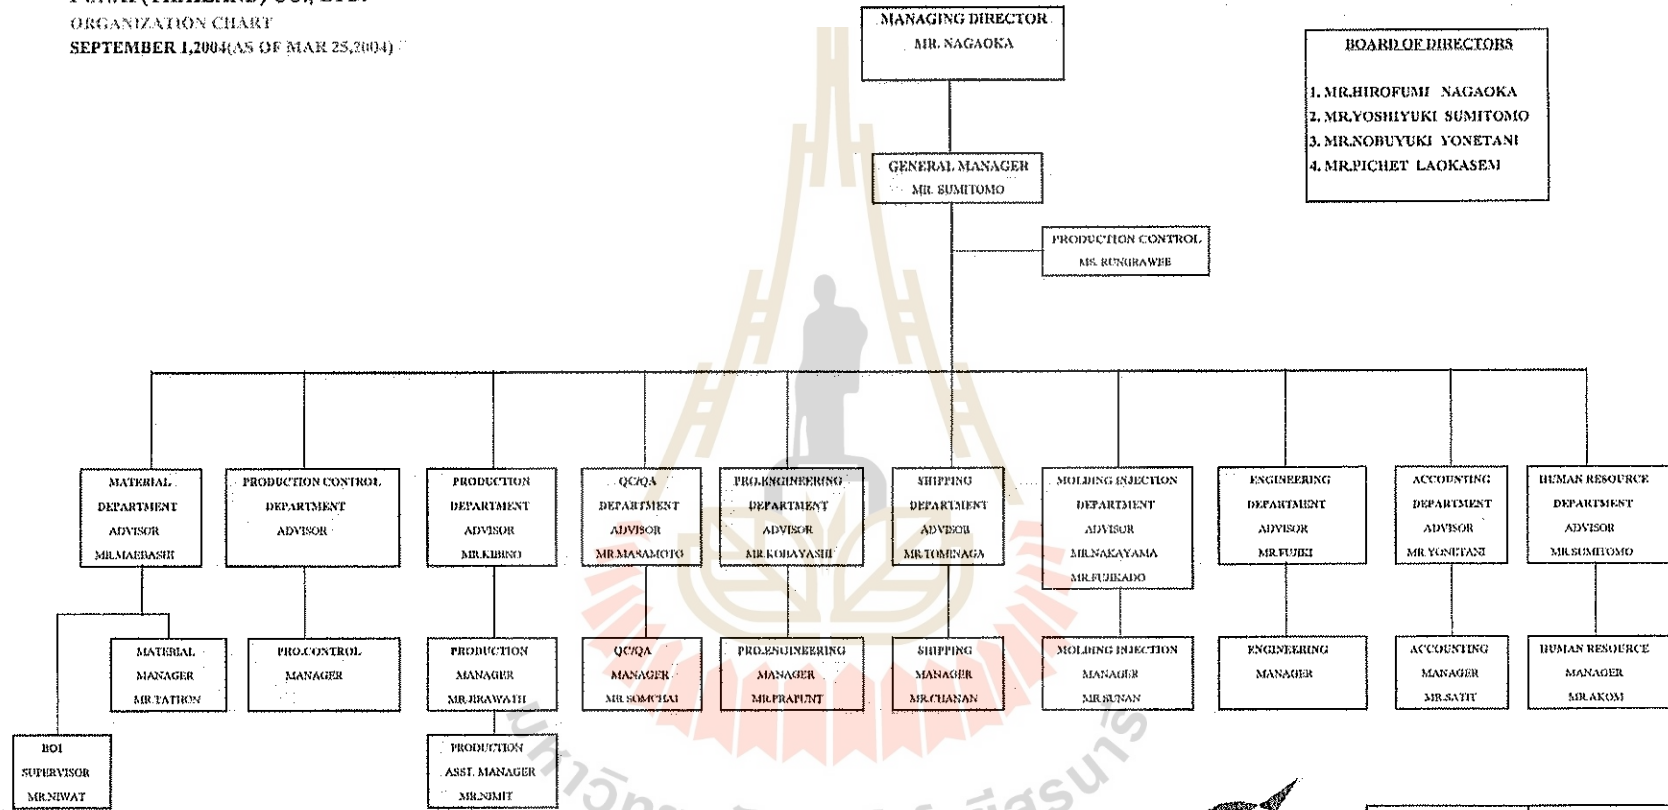 (THAILAND) CO., LTD.
ORGANIZATION CHART
SEPTEMBER 1,2004(AS OF MAR 25,2004)
MANAGING DIRECTOR
MR. NAGAOKA
BOARD OF DIRECTORS
1. MR.HIROFUMI NAGAOKA
2. MR.YOSHIYUKI SUMITOMO
3. MR.NOBUYUKI YONETANI
4. MR.PICHET LAOKASEM
GENERAL MANAGER
MR. SUMITOMO
PRODUCTION CONTROL
MS. RUNGRAWEE
MATERIAL
DEPARTMENT
ADVISOR
MR.MAEBASHI
PRODUCTION CONTROL
DEPARTMENT
ADVISOR
PRODUCTION
DEPARTMENT
ADVISOR
MR.KIBINO
QC/QA
DEPARTMENT
ADVISOR
MR.MASAMOTO
PRO.ENGINEERING
DEPARTMENT
ADVISOR
MR.KOBAYASHI
SHIPPING
DEPARTMENT
ADVISOR
MR.TOMINAGA
MOLDING INJECTION
DEPARTMENT
ADVISOR
MR.NAKAYAMA
MR.FUJIKADO
ENGINEERING
DEPARTMENT
ADVISOR
MR.FUJIKI
ACCOUNTING
DEPARTMENT
ADVISOR
MR.YONETANI
HUMAN RESOURCE
DEPARTMENT
ADVISOR
MR.SUMITOMO
MATERIAL
MANAGER
MR.TATHON
PRO.CONTROL
MANAGER
PRODUCTION
MANAGER
MR.JIRAWATH
QC/QA
MANAGER
MR.SOMCHAI
PRO.ENGINEERING
MANAGER
MR.PRAPUNT
SHIPPING
MANAGER
MR.CHANAN
MOLDING INJECTION
MANAGER
MR.SUNAN
ENGINEERING
MANAGER
ACCOUNTING
MANAGER
MR.SATIT
HUMAN RESOURCE
MANAGER
MR.AKOM
BOI
SUPERVISOR
MR.NIWAT
PRODUCTION
ASST. MANAGER
MR.NIMIT